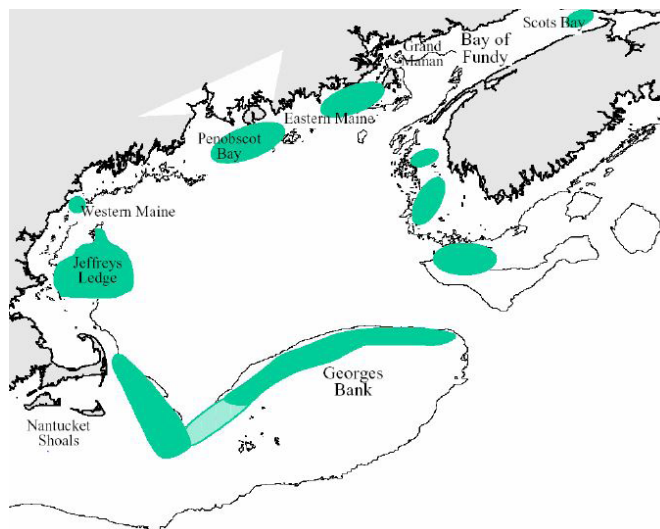 Scots Bay
Bay of
Fundy
Grand
Manan
Eastern Maine
Penobscot
Bay
Western Maine
Jeffreys
Ledge
Georges
Bank
Nantucket
Shoals